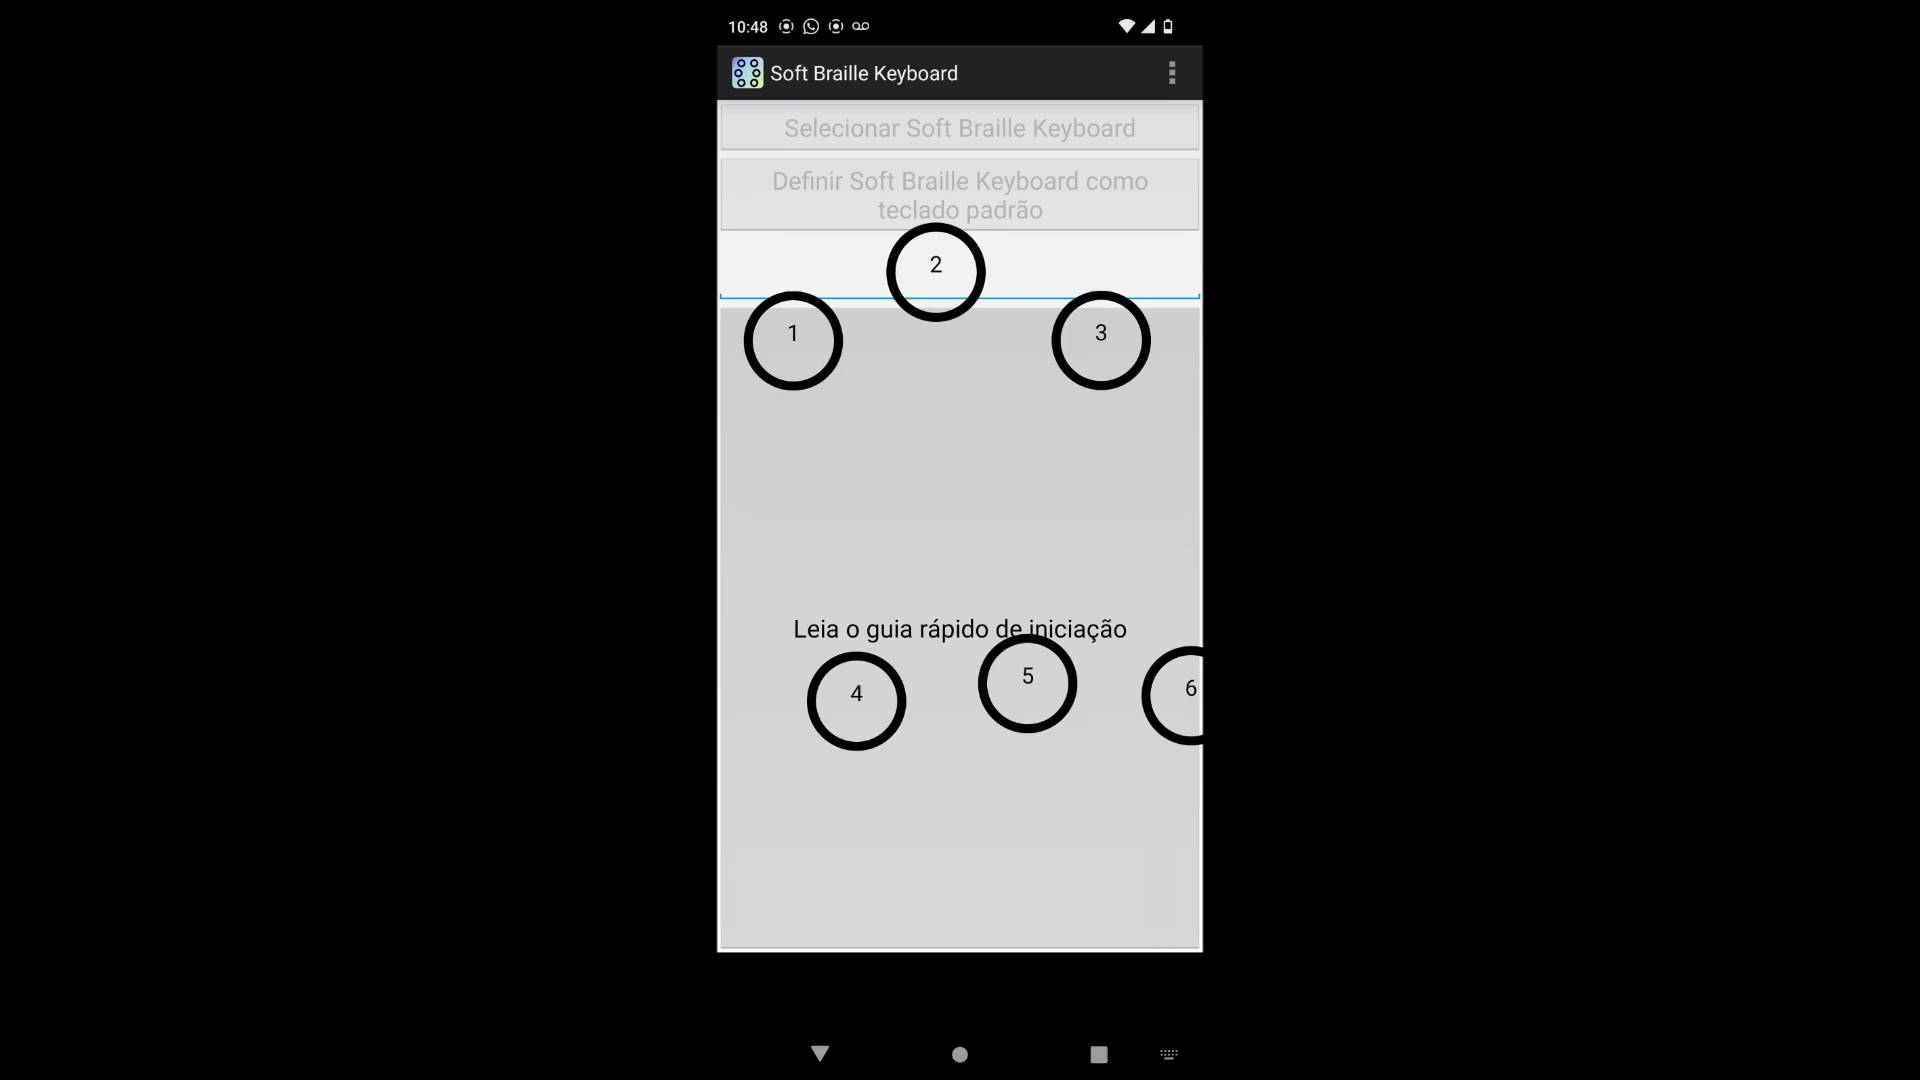 10:48
Soft Braille Keyboard
Selecionar Soft Braille Keyboard
Definir Soft Braille Keyboard como
teclado padrão
2
1
3
Leia o guia rápido de iniciação
4
5
6